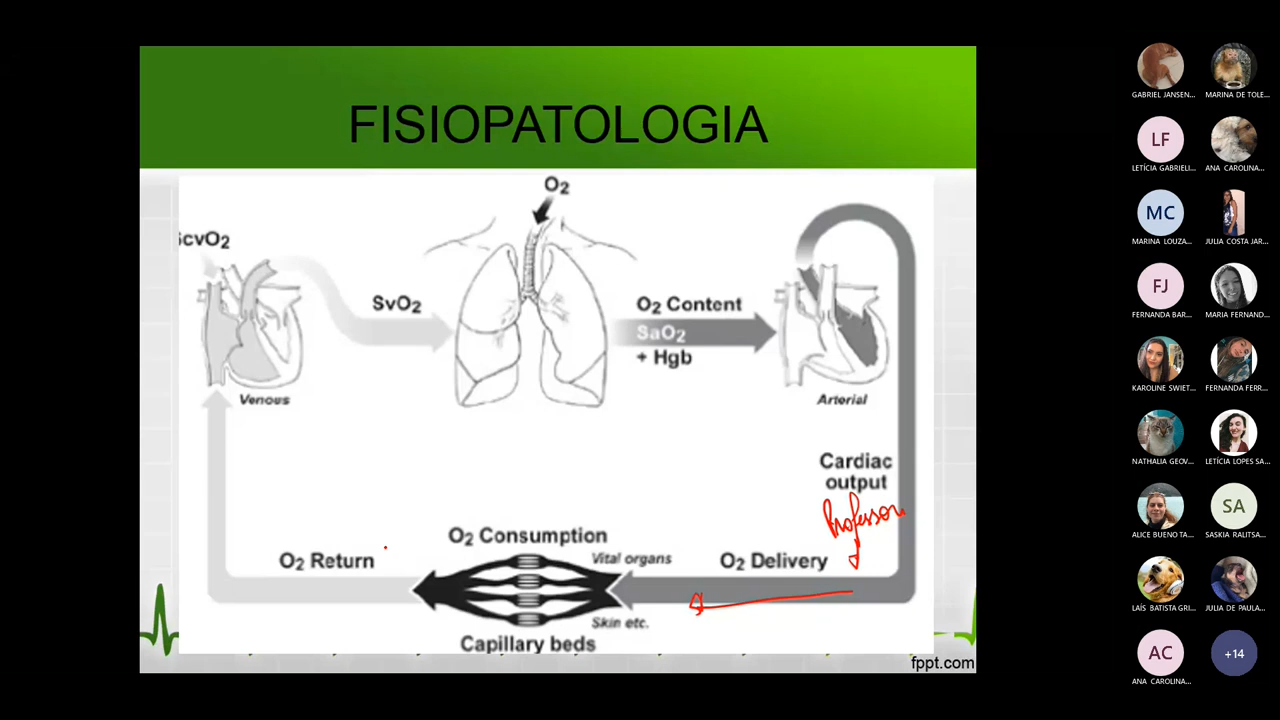 FISIOPATOLOGIA
O₂
ScvO₂
SvO₂
O₂ Content
SaO₂
+ Hgb
Venous
Arterial
Cardiac
output
Professor
O₂ Consumption
Vital organs
O₂ Return
O₂ Delivery
Skin etc.
Capillary beds
fppt.com
GABRIEL JANSEN...
MARINA DE TOLE...
LF
LETÍCIA GABRIELI...
ANA CAROLINA...
MC
MARINA LOUZA...
JULIA COSTA JAR...
FJ
FERNANDA BAR...
MARIA FERNAND...
KAROLINE SWIET...
FERNANDA FERR...
NATHALIA GEOV...
LETÍCIA LOPES SA...
SA
ALICE BUENO TA...
SASKIA RALITSA...
LAÍS BATISTA GRI...
JULIA DE PAULA...
AC
+14
ANA CAROLINA...